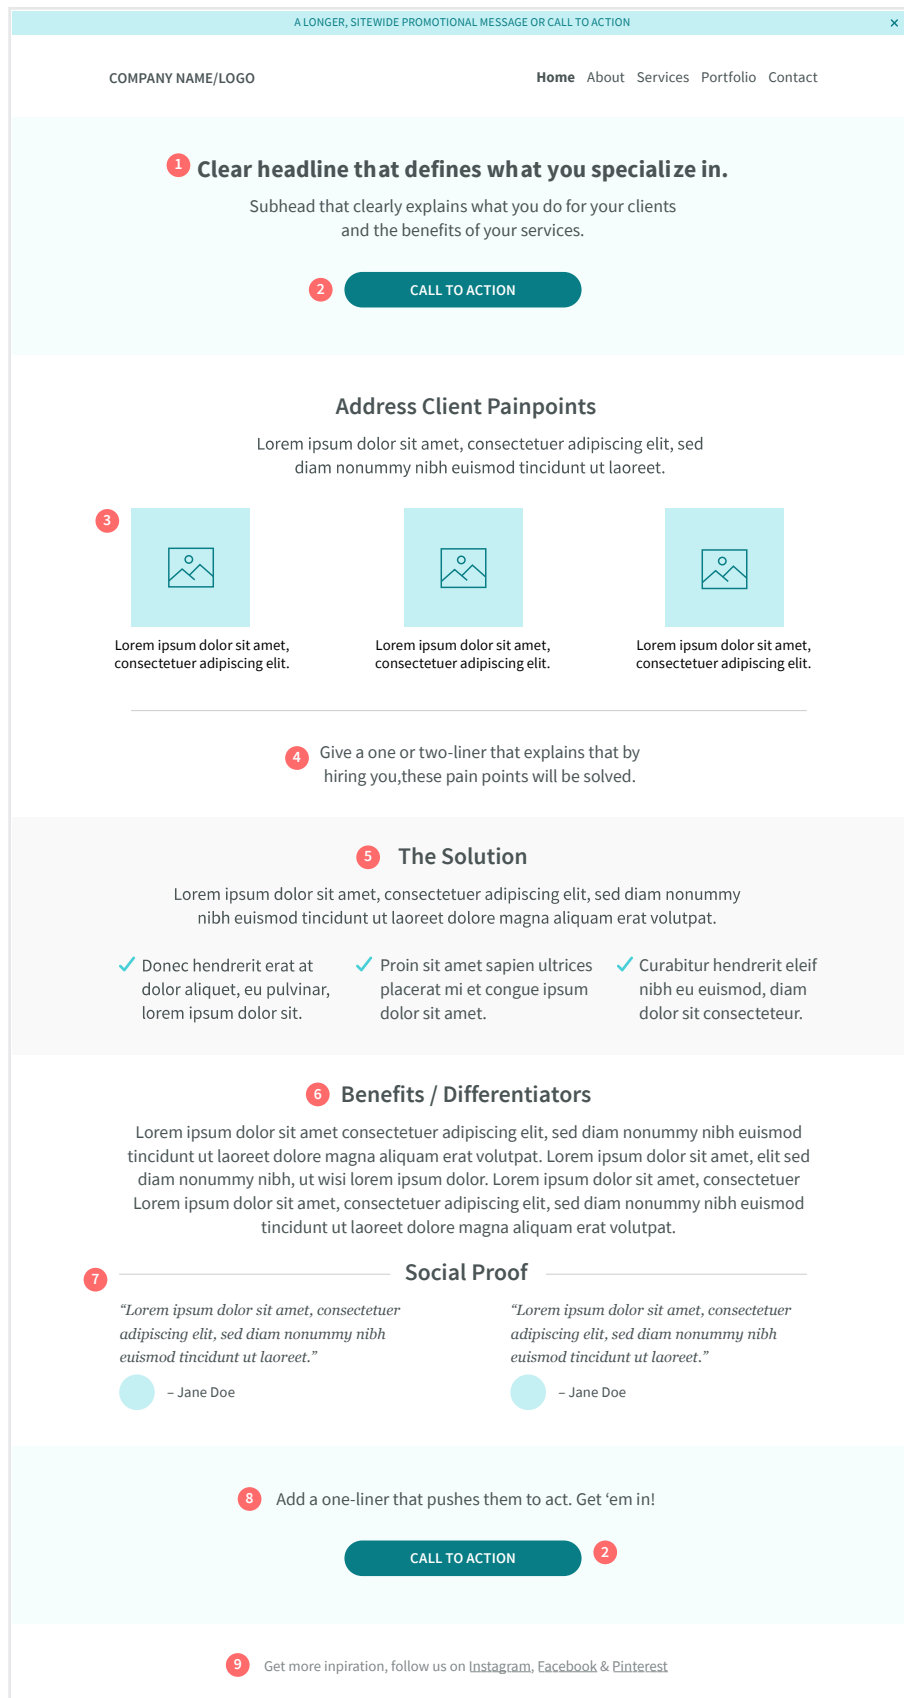 A LONGER, SITEWIDE PROMOTIONAL MESSAGE OR CALL TO ACTION ×
COMPANY NAME/LOGO
Home About Services Portfolio Contact
1 Clear headline that defines what you specialize in.
Subhead that clearly explains what you do for your clients
and the benefits of your services.
2 CALL TO ACTION
Address Client Painpoints
Lorem ipsum dolor sit amet, consectetuer adipiscing elit, sed
diam nonummy nibh euismod tincidunt ut laoreet.
3
Lorem ipsum dolor sit amet,
consectetuer adipiscing elit.
Lorem ipsum dolor sit amet,
consectetuer adipiscing elit.
Lorem ipsum dolor sit amet,
consectetuer adipiscing elit.
4 Give a one or two-liner that explains that by
hiring you,these pain points will be solved.
5 The Solution
Lorem ipsum dolor sit amet, consectetuer adipiscing elit, sed diam nonummy
nibh euismod tincidunt ut laoreet dolore magna aliquam erat volutpat.
Donec hendrerit erat at
dolor aliquet, eu pulvinar,
lorem ipsum dolor sit.
Proin sit amet sapien ultrices
placerat mi et congue ipsum
dolor sit amet.
Curabitur hendrerit eleif
nibh eu euismod, diam
dolor sit consecteteur.
6 Benefits / Differentiators
Lorem ipsum dolor sit amet consectetuer adipiscing elit, sed diam nonummy nibh euismod
tincidunt ut laoreet dolore magna aliquam erat volutpat. Lorem ipsum dolor sit amet, elit sed
diam nonummy nibh, ut wisi lorem ipsum dolor. Lorem ipsum dolor sit amet, consectetuer
Lorem ipsum dolor sit amet, consectetuer adipiscing elit, sed diam nonummy nibh euismod
tincidunt ut laoreet dolore magna aliquam erat volutpat.
7 Social Proof
“Lorem ipsum dolor sit amet, consectetuer
adipiscing elit, sed diam nonummy nibh
euismod tincidunt ut laoreet.”
– Jane Doe
“Lorem ipsum dolor sit amet, consectetuer
adipiscing elit, sed diam nonummy nibh
euismod tincidunt ut laoreet.”
– Jane Doe
8 Add a one-liner that pushes them to act. Get ‘em in!
CALL TO ACTION 2
9 Get more inpiration, follow us on Instagram, Facebook & Pinterest